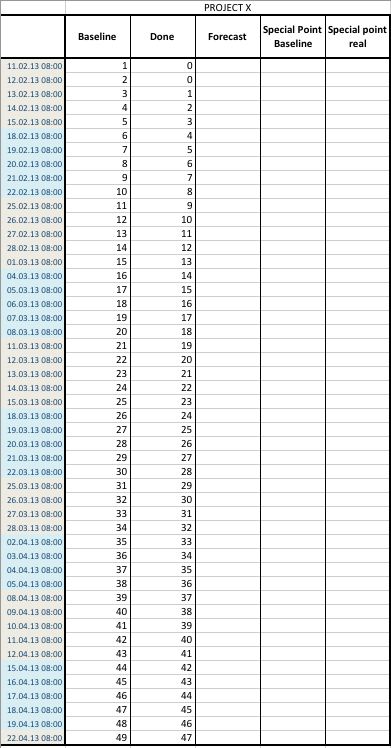 PROJECT X
Baseline Done Forecast Special Point Baseline Special point real
11.02.13 08:00 1 0
12.02.13 08:00 2 0
13.02.13 08:00 3 1
14.02.13 08:00 4 2
15.02.13 08:00 5 3
18.02.13 08:00 6 4
19.02.13 08:00 7 5
20.02.13 08:00 8 6
21.02.13 08:00 9 7
22.02.13 08:00 10 8
25.02.13 08:00 11 9
26.02.13 08:00 12 10
27.02.13 08:00 13 11
28.02.13 08:00 14 12
01.03.13 08:00 15 13
04.03.13 08:00 16 14
05.03.13 08:00 17 15
06.03.13 08:00 18 16
07.03.13 08:00 19 17
08.03.13 08:00 20 18
11.03.13 08:00 21 19
12.03.13 08:00 22 20
13.03.13 08:00 23 21
14.03.13 08:00 24 22
15.03.13 08:00 25 23
18.03.13 08:00 26 24
19.03.13 08:00 27 25
20.03.13 08:00 28 26
21.03.13 08:00 29 27
22.03.13 08:00 30 28
25.03.13 08:00 31 29
26.03.13 08:00 32 30
27.03.13 08:00 33 31
28.03.13 08:00 34 32
02.04.13 08:00 35 33
03.04.13 08:00 36 34
04.04.13 08:00 37 35
05.04.13 08:00 38 36
08.04.13 08:00 39 37
09.04.13 08:00 40 38
10.04.13 08:00 41 39
11.04.13 08:00 42 40
12.04.13 08:00 43 41
15.04.13 08:00 44 42
16.04.13 08:00 45 43
17.04.13 08:00 46 44
18.04.13 08:00 47 45
19.04.13 08:00 48 46
22.04.13 08:00 49 47